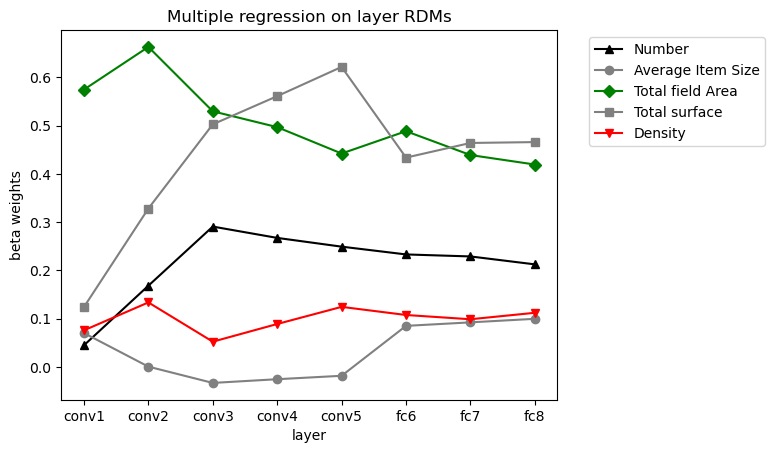 Multiple regression on layer RDMs
beta weights
0.6
0.5
0.4
0.3
0.2
0.1
0.0
conv1 conv2 conv3 conv4 conv5 fc6 fc7 fc8
layer
Number
Average Item Size
Total field Area
Total surface
Density